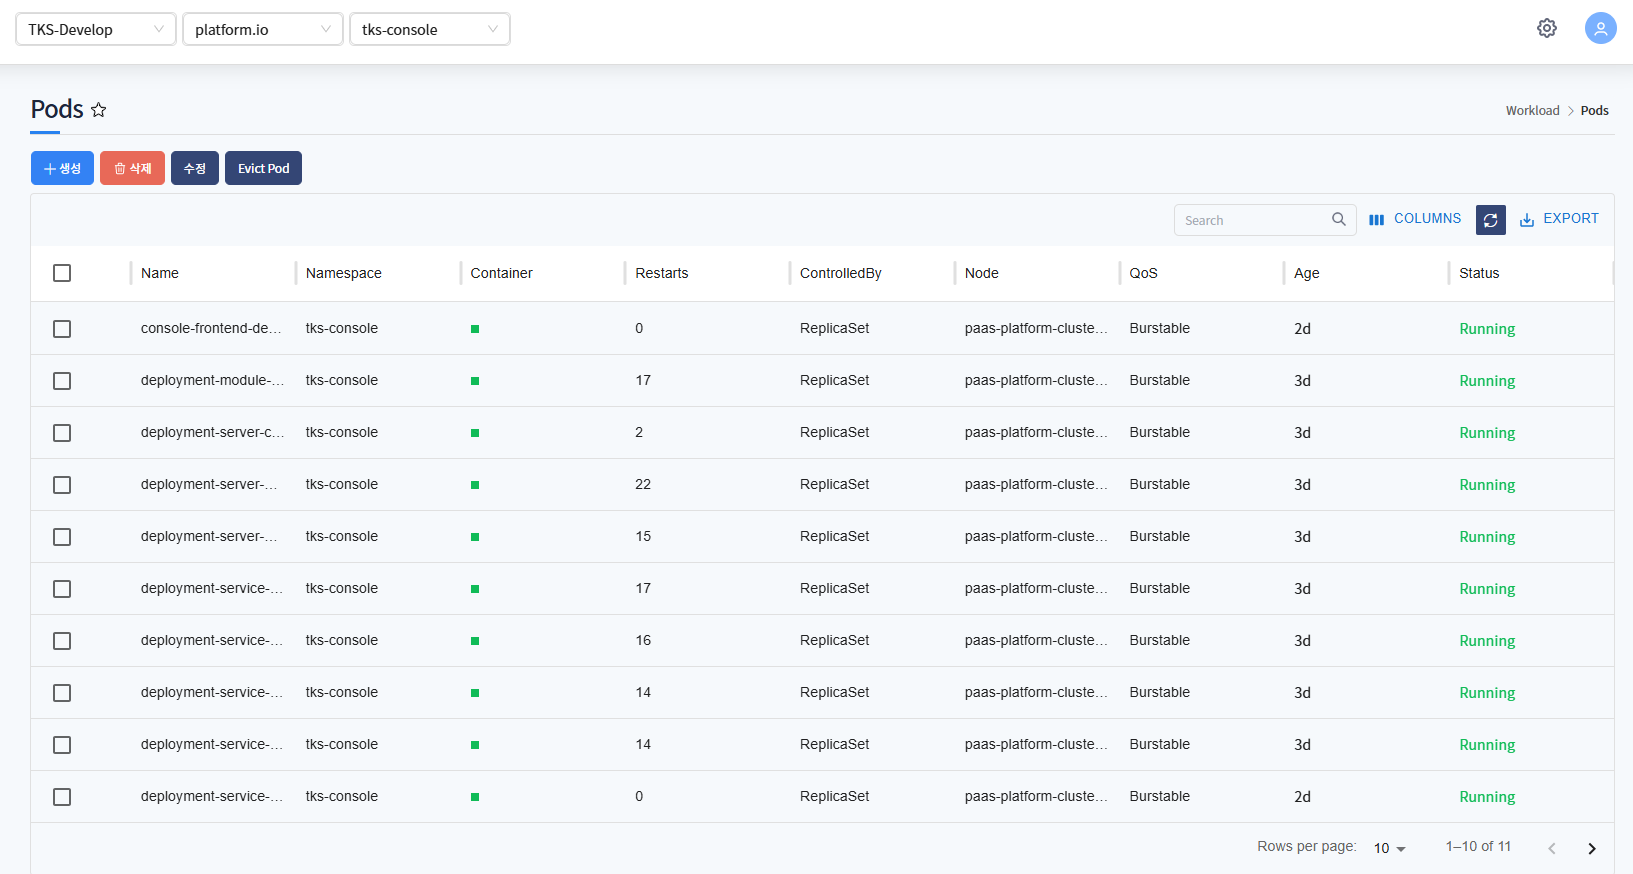 TKS-Develop platform.io tks-console
Pods
Workload > Pods
생성 삭제 수정 Evict Pod
Search COLUMNS EXPORT
Name Namespace Container Restarts ControlledBy Node QoS Age Status
console-frontend-de... tks-console 0 ReplicaSet paas-platform-cluste... Burstable 2d Running
deployment-module-... tks-console 17 ReplicaSet paas-platform-cluste... Burstable 3d Running
deployment-server-c... tks-console 2 ReplicaSet paas-platform-cluste... Burstable 3d Running
deployment-server-... tks-console 22 ReplicaSet paas-platform-cluste... Burstable 3d Running
deployment-server-... tks-console 15 ReplicaSet paas-platform-cluste... Burstable 3d Running
deployment-service-... tks-console 17 ReplicaSet paas-platform-cluste... Burstable 3d Running
deployment-service-... tks-console 16 ReplicaSet paas-platform-cluste... Burstable 3d Running
deployment-service-... tks-console 14 ReplicaSet paas-platform-cluste... Burstable 3d Running
deployment-service-... tks-console 14 ReplicaSet paas-platform-cluste... Burstable 3d Running
deployment-service-... tks-console 0 ReplicaSet paas-platform-cluste... Burstable 2d Running
Rows per page: 10 1–10 of 11